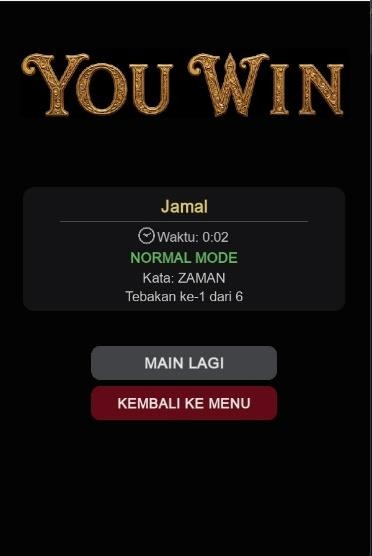 YOU WIN
Jamal
Waktu: 0:02
NORMAL MODE
Kata: ZAMAN
Tebakan ke-1 dari 6
MAIN LAGI
KEMBALI KE MENU